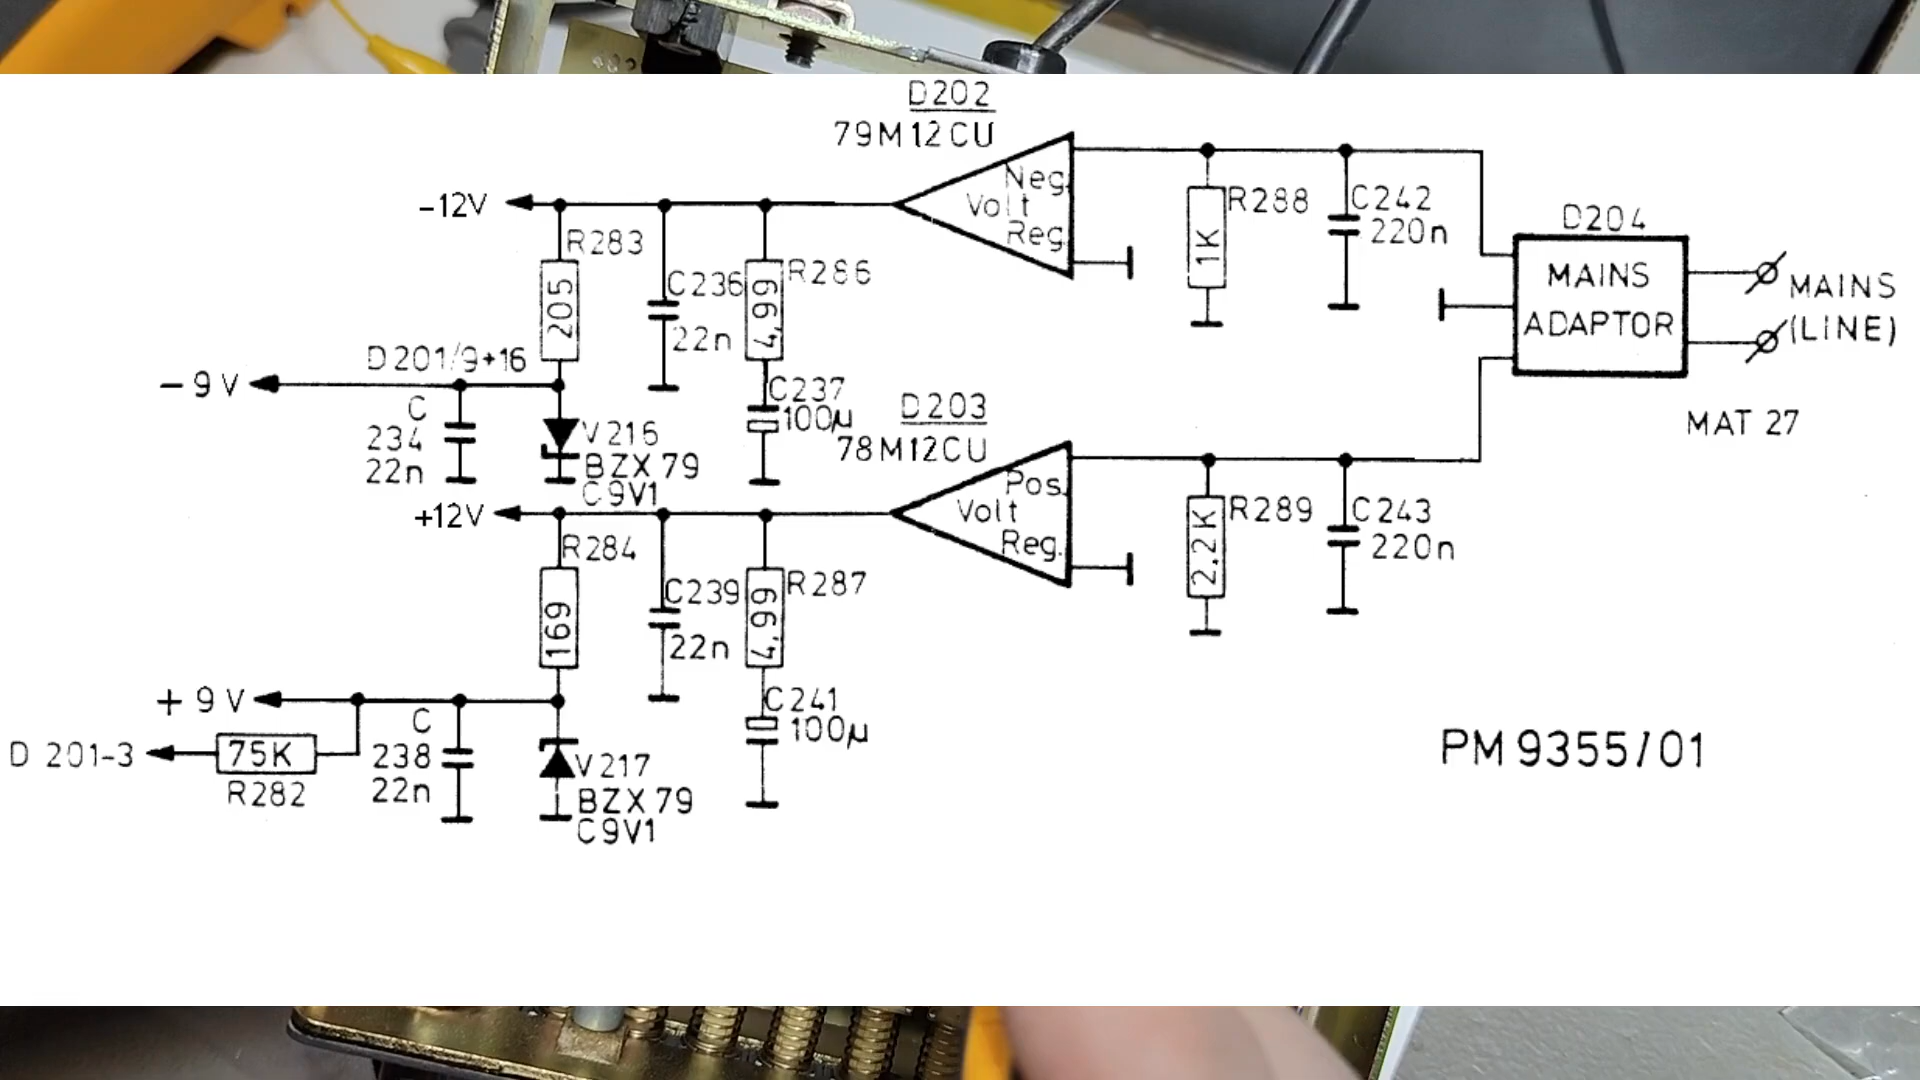 D202
79M12CU
Neg.
Volt
Reg.
-12V
R283
205
C236
22n
R286
4,99
R288
1K
C242
220n
D204
MAINS
ADAPTOR
MAINS
(LINE)
MAT 27
D201/9+16
-9V
C
234
22n
V216
BZX79
C9V1
C237
100μ
D203
78M12CU
Pos.
Volt
Reg.
+12V
R284
169
C239
22n
R287
4,99
R289
2,2K
C243
220n
+9V
C
238
22n
C241
100μ
D 201-3
75K
R282
V217
BZX79
C9V1
PM 9355/01